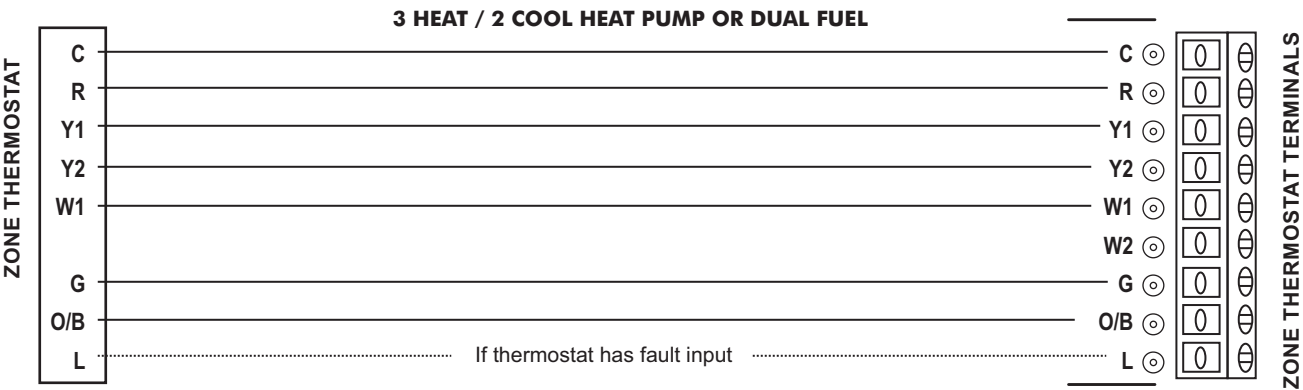 3 HEAT / 2 COOL HEAT PUMP OR DUAL FUEL
ZONE THERMOSTAT
C
R
Y1
Y2
W1
G
O/B
L
If thermostat has fault input
C
R
Y1
Y2
W1
W2
G
O/B
L
ZONE THERMOSTAT TERMINALS